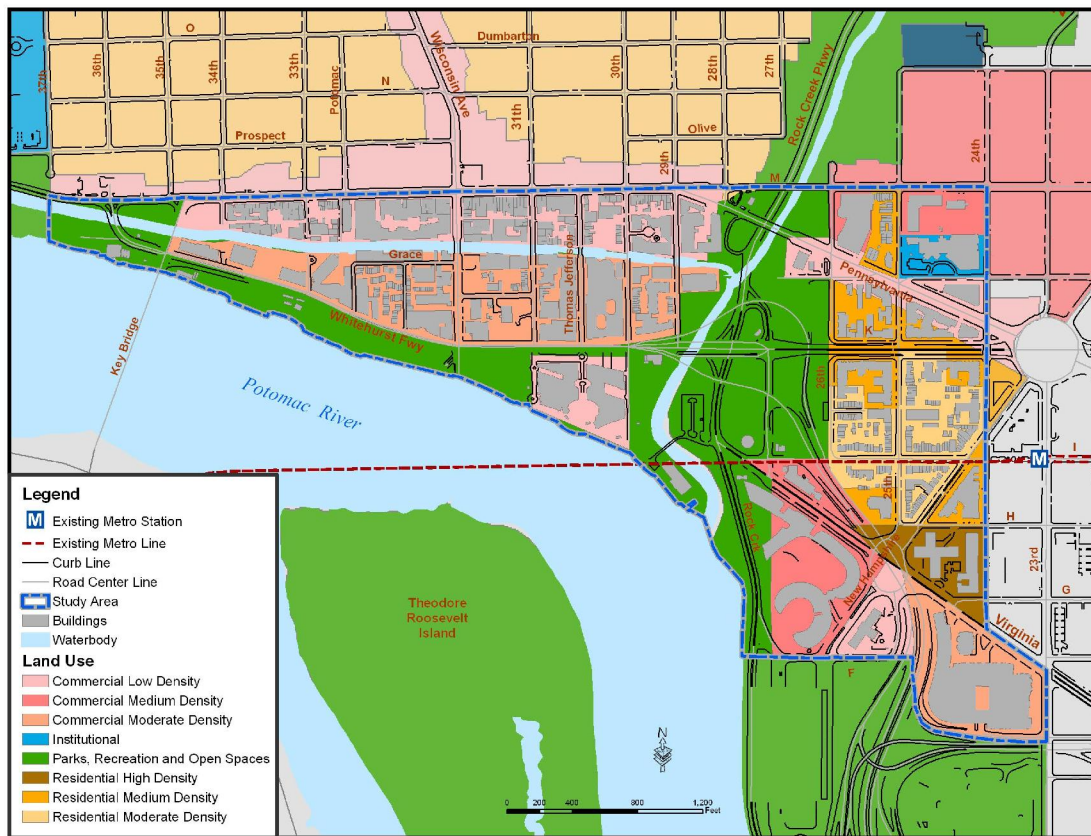 O
Dumbarton
37th
36th
35th
34th
33th
Potomac
N
Wisconsin Ave
31th
30th
28th
27th
Rock Creek Pkwy
24th
Prospect
Olive
29th
M
Grace
Thomas Jefferson
Pennsylvania
Whitehurst Fwy
K
Key Bridge
26th
Potomac River
I
M
25th
Rock Crk
H
23rd
New Hampshire
G
Virginia
F
Theodore
Roosevelt
Island
N
0 200 400 800 1,200
Feet
Legend
M Existing Metro Station
Existing Metro Line
Curb Line
Road Center Line
Study Area
Buildings
Waterbody
Land Use
Commercial Low Density
Commercial Medium Density
Commercial Moderate Density
Institutional
Parks, Recreation and Open Spaces
Residential High Density
Residential Medium Density
Residential Moderate Density